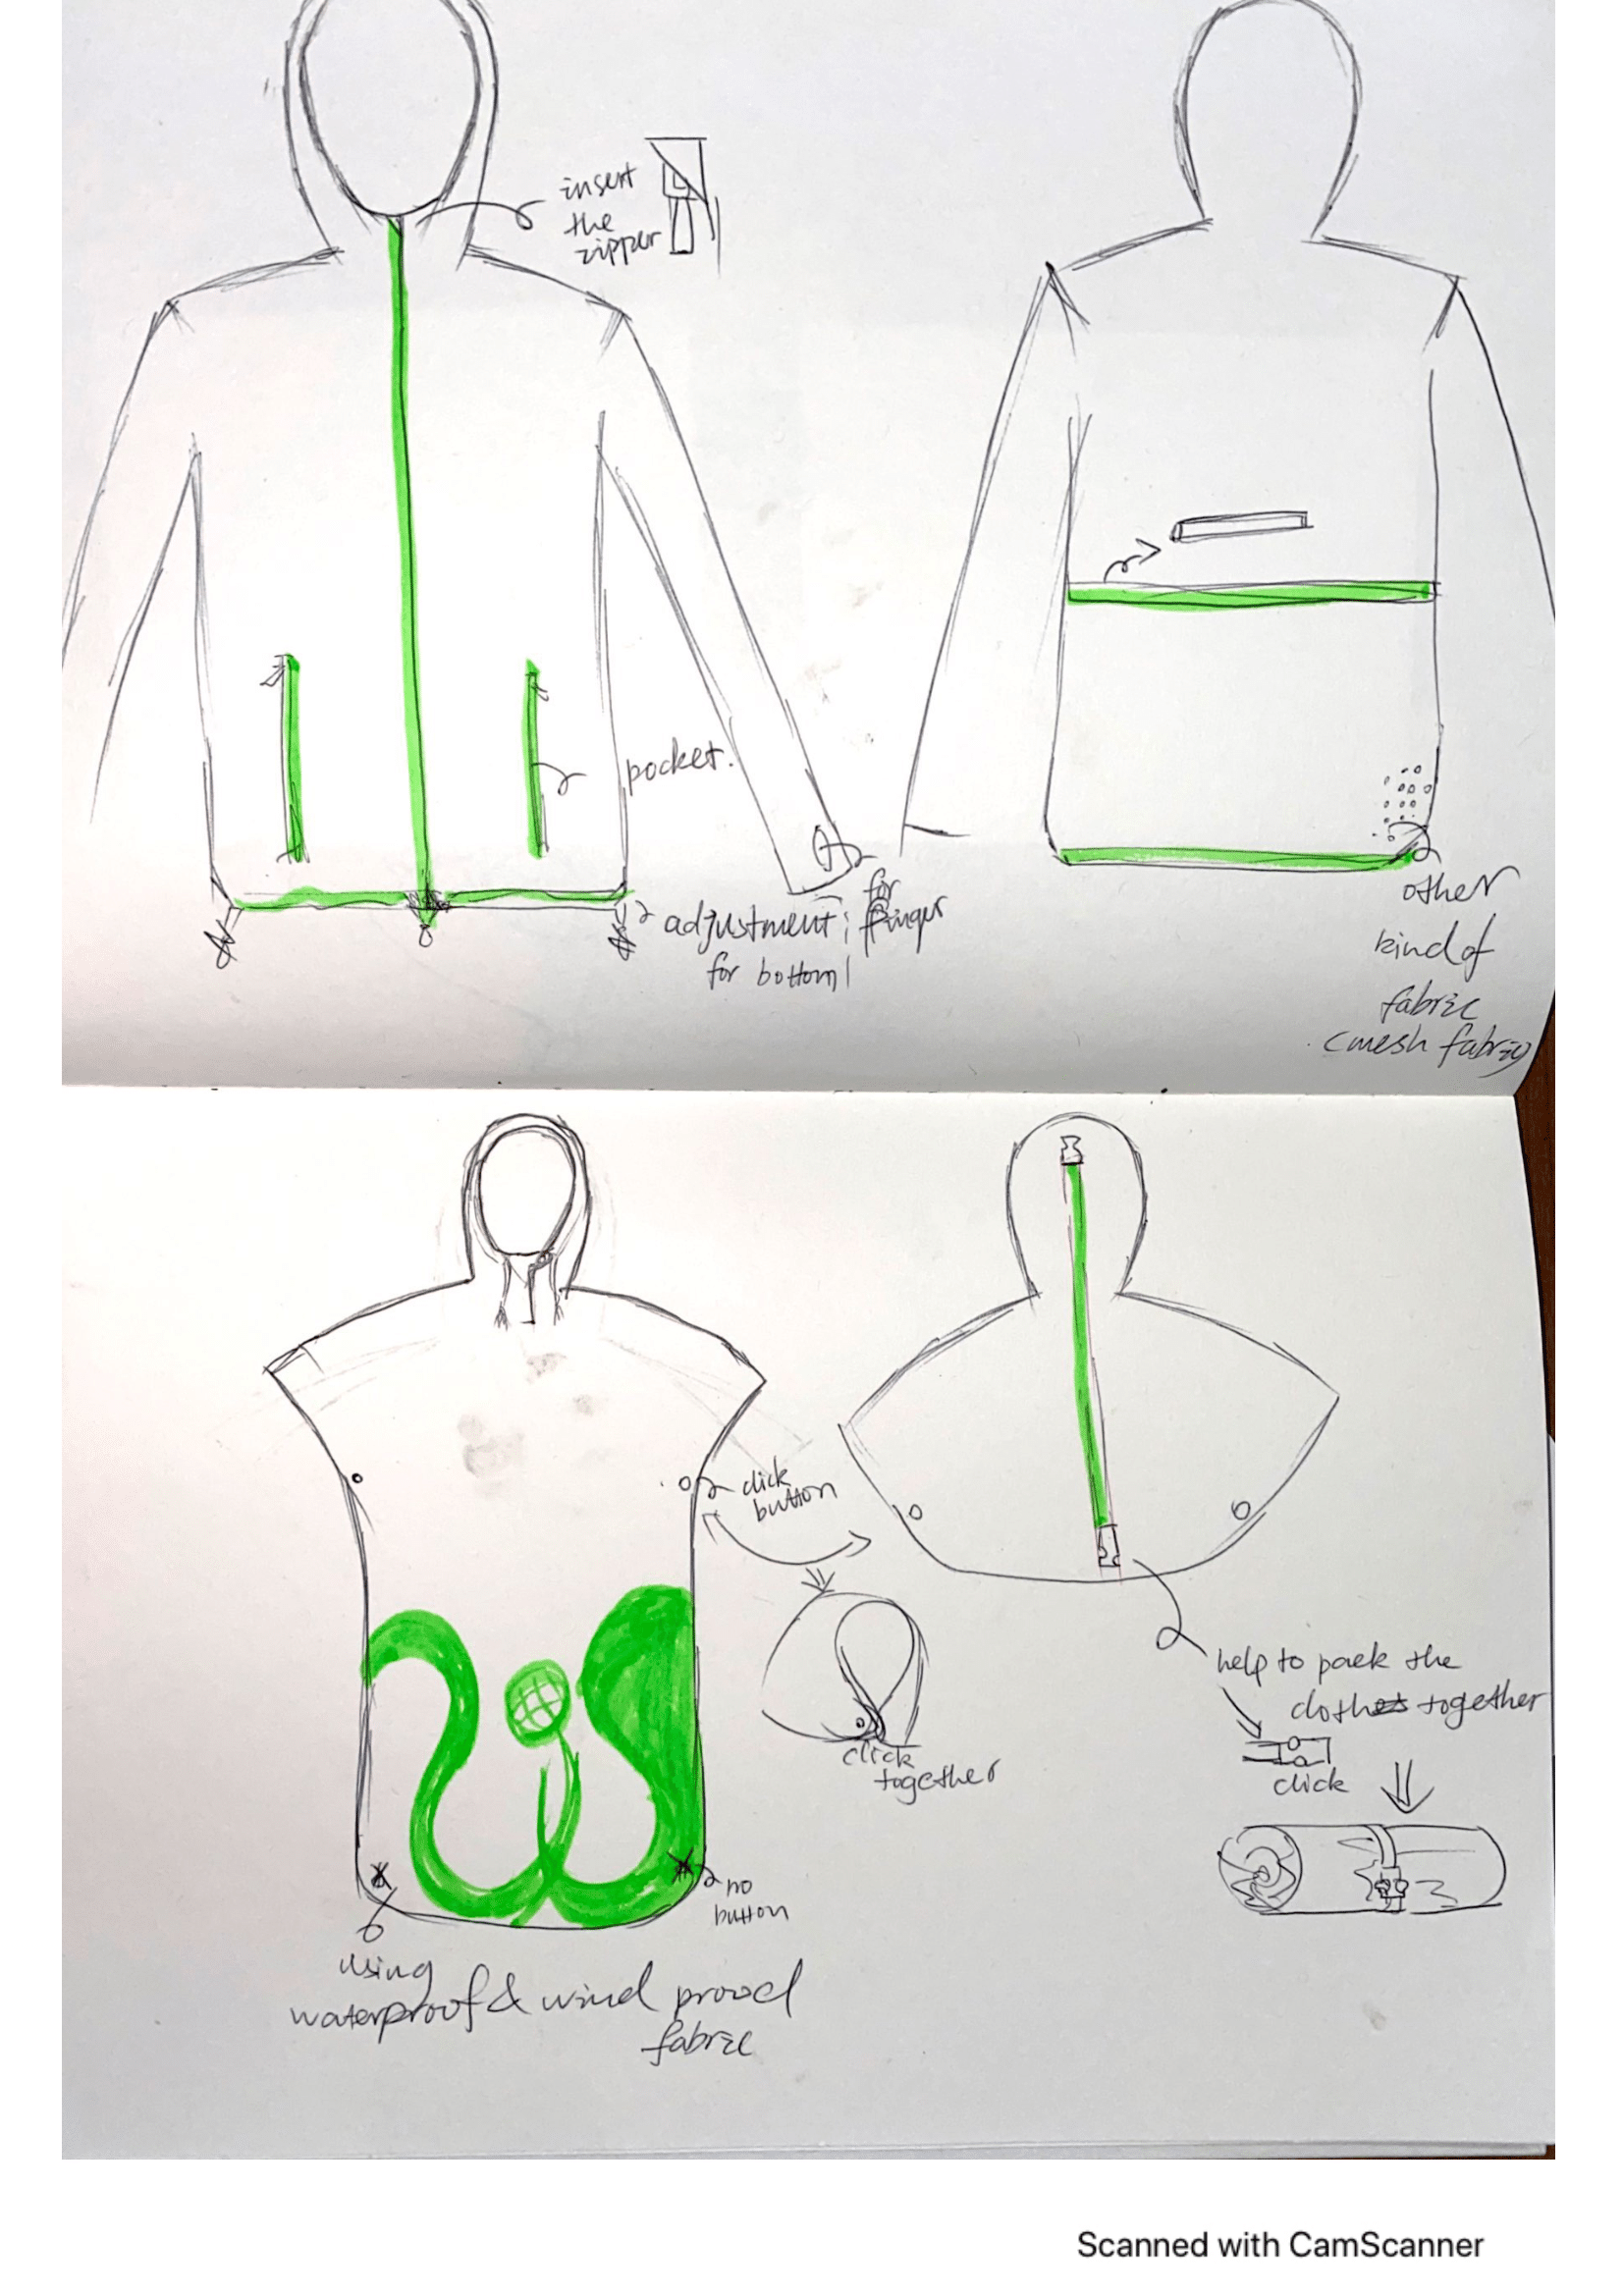 insert
the
zipper
pocket.
for
finger
adjustment;
for bottom
other
kind of
fabric
(mesh fabric)
click
button
click
together
help to pack the
clothes together
click
no
button
using
waterproof & wind prood
fabric
Scanned with CamScanner